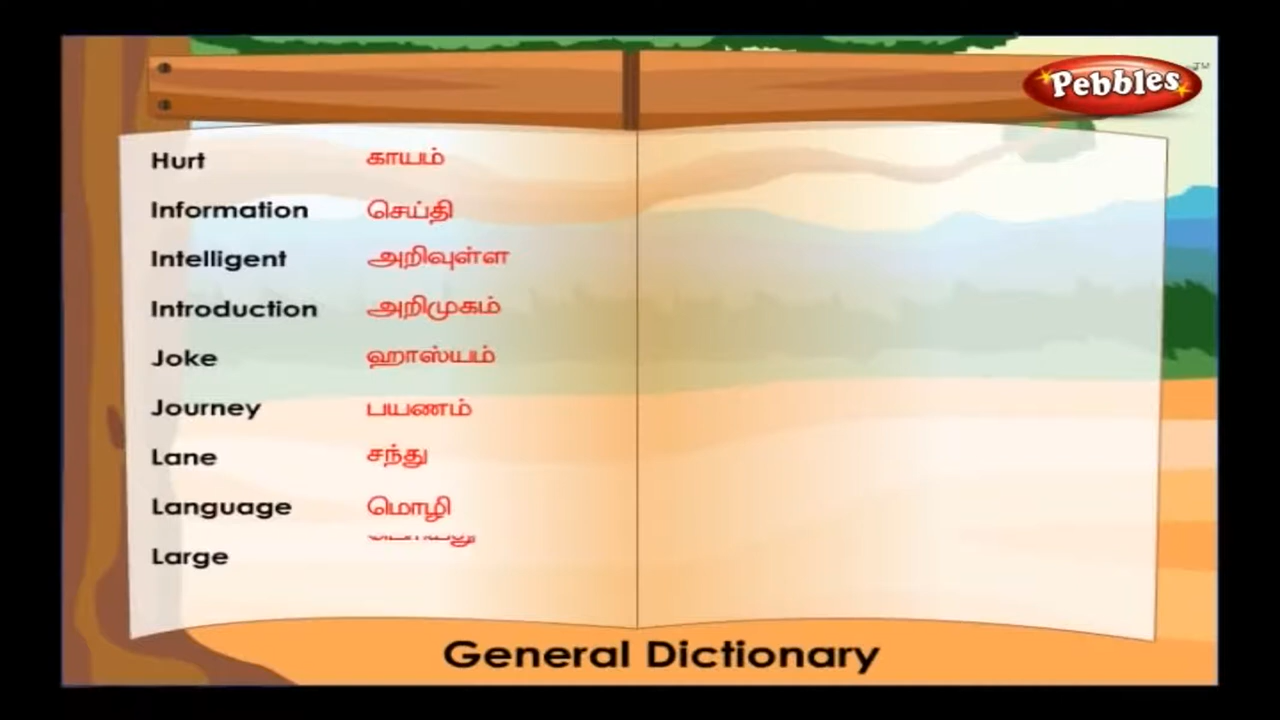 Pebbles TM
Hurt காயம்
Information செய்தி
Intelligent அறிவுள்ள
Introduction அறிமுகம்
Joke ஹாஸ்யம்
Journey பயணம்
Lane சந்து
Language மொழி
Large
General Dictionary